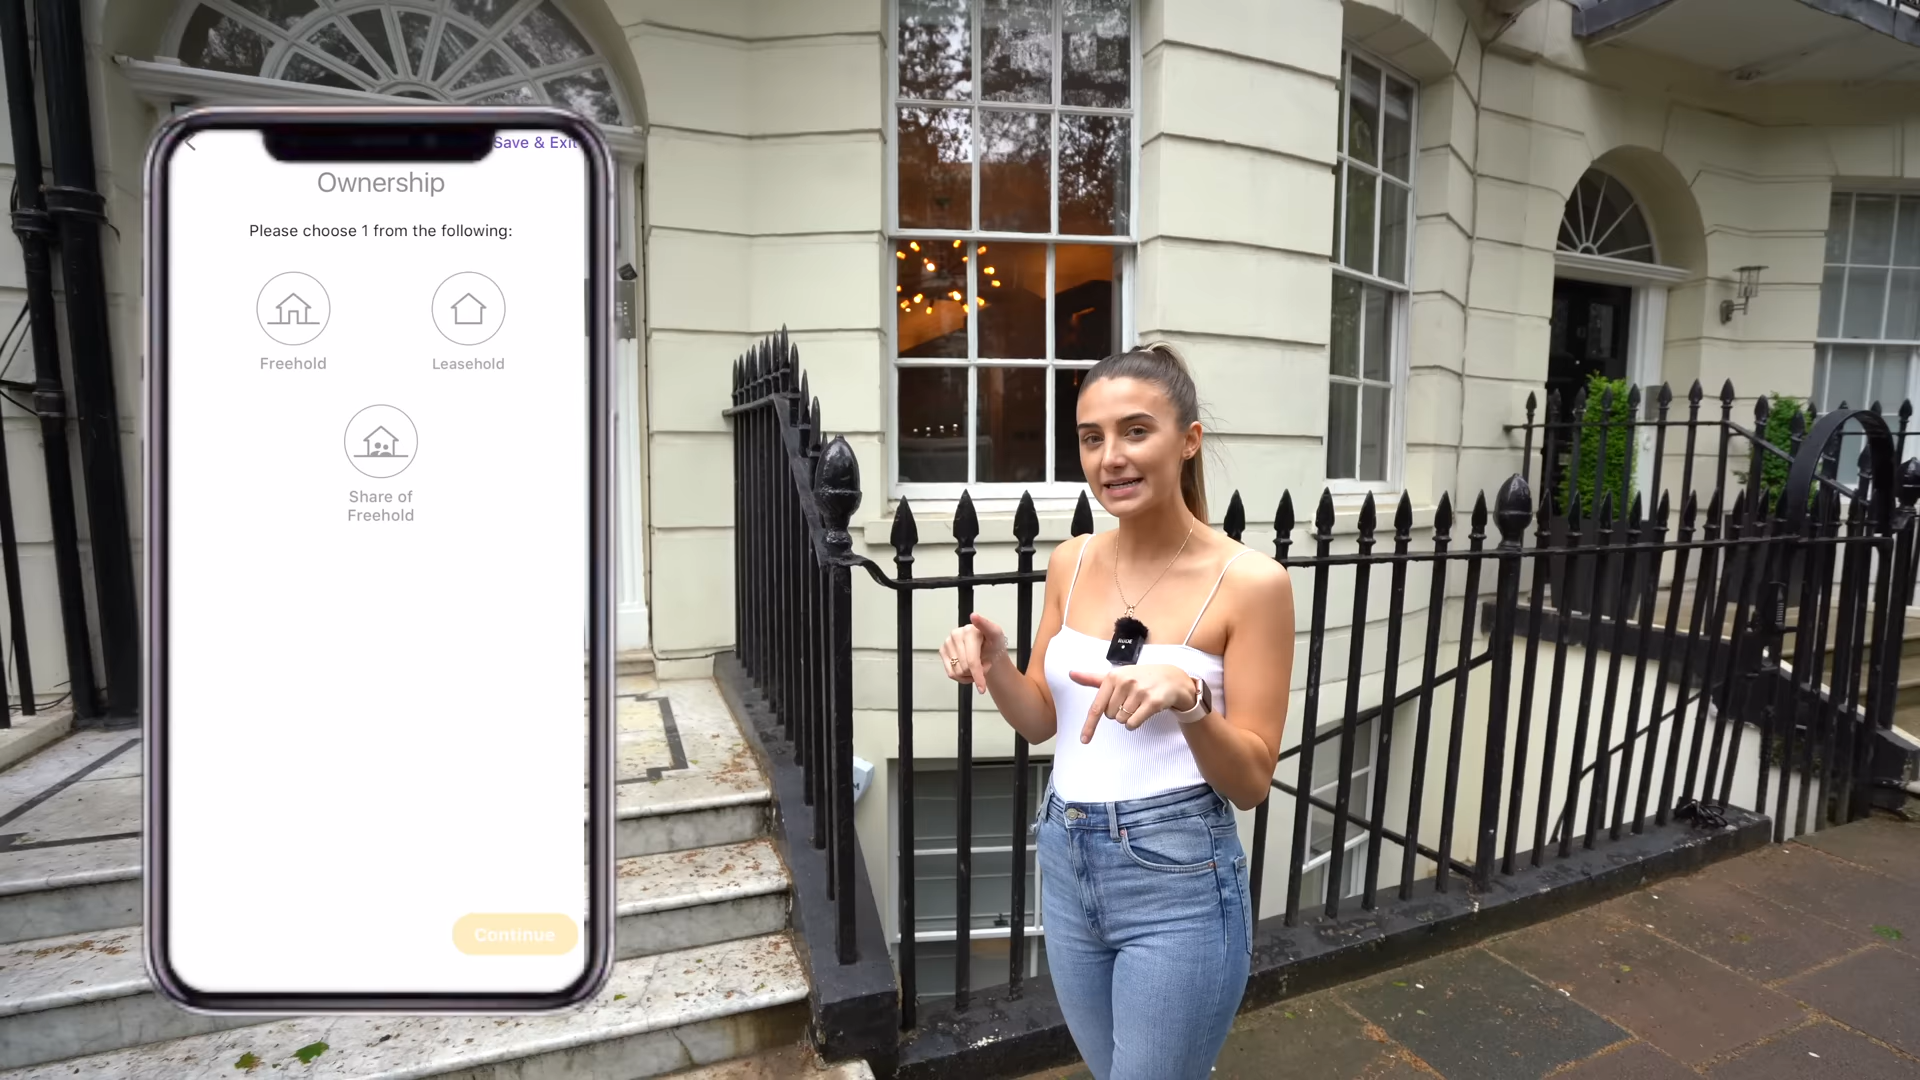 Save & Exit
Ownership
Please choose 1 from the following:
Freehold
Leasehold
Share of
Freehold
Continue